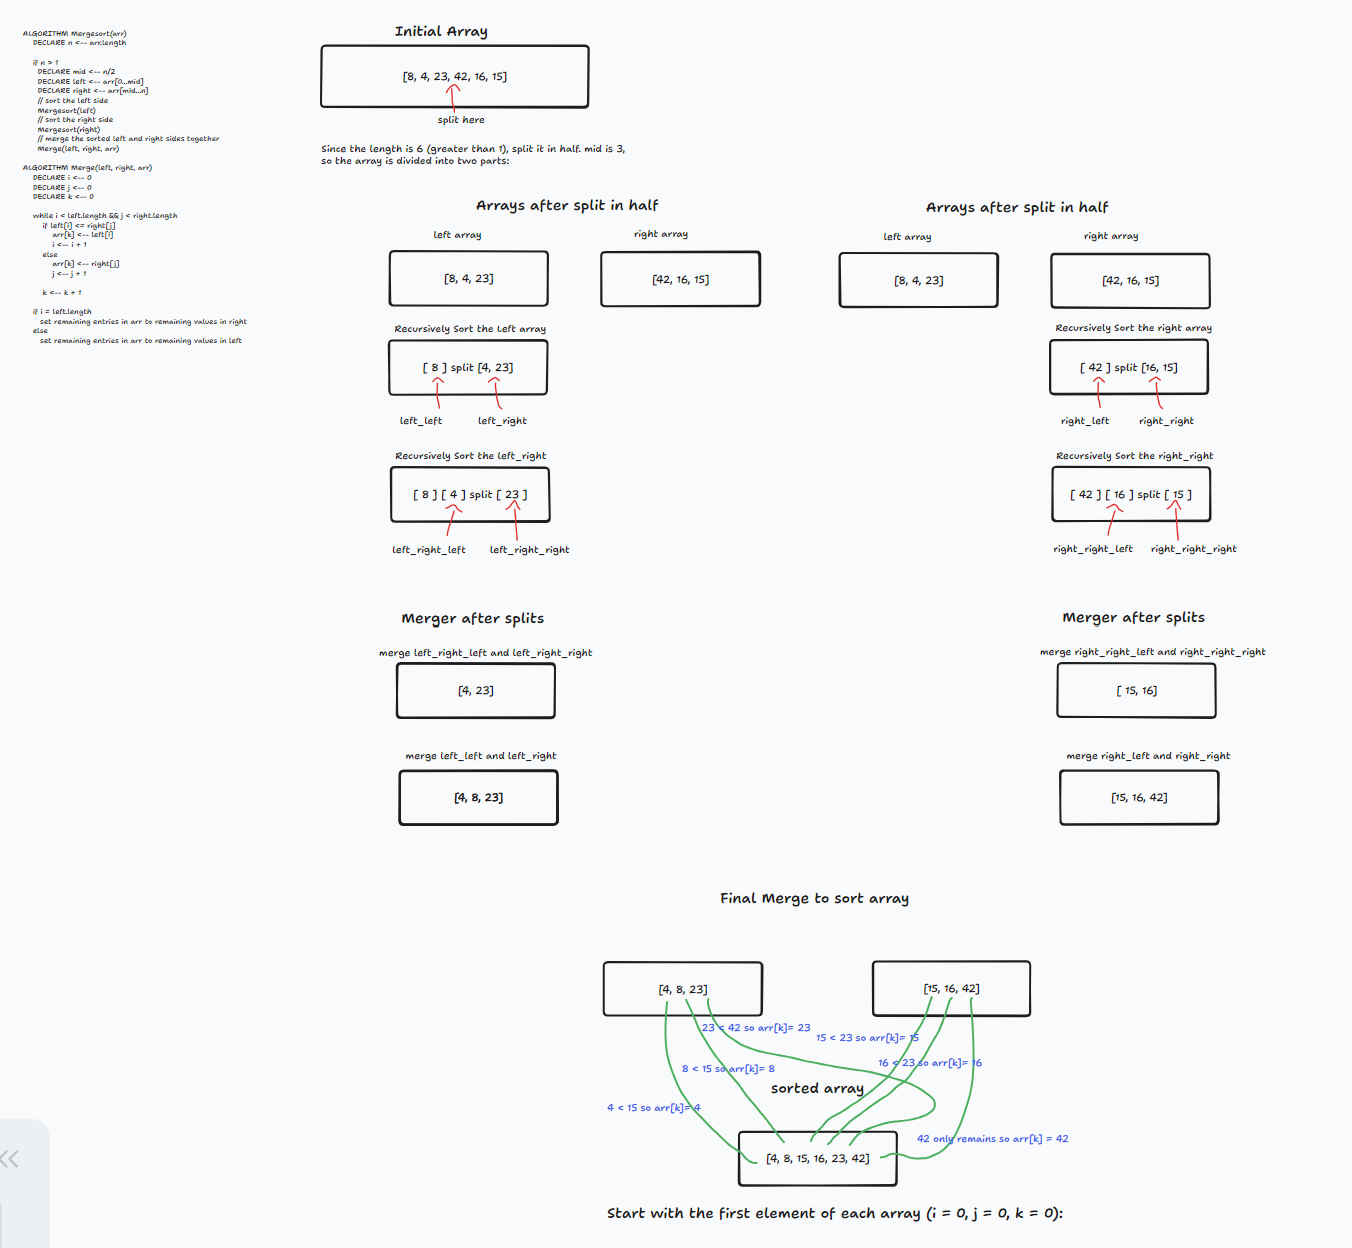 ALGORITHM Mergesort(arr)
DECLARE n <-- arr.length
if n > 1
DECLARE mid <-- n/2
DECLARE left <-- arr[0...mid]
DECLARE right <-- arr[mid...n]
// sort the left side
Mergesort(left)
// sort the right side
Mergesort(right)
// merge the sorted left and right sides together
Merge(left, right, arr)
ALGORITHM Merge(left, right, arr)
DECLARE i <-- 0
DECLARE j <-- 0
DECLARE k <-- 0
while i < left.length && j < right.length
if left[i] <= right[j]
arr[k] <-- left[i]
i <-- i + 1
else
arr[k] <-- right[j]
j <-- j + 1
k <-- k + 1
if i = left.length
set remaining entries in arr to remaining values in right
else
set remaining entries in arr to remaining values in left
Initial Array
[8, 4, 23, 42, 16, 15]
split here
Since the length is 6 (greater than 1), split it in half. mid is 3,
so the array is divided into two parts:
Arrays after split in half
left array
right array
[8, 4, 23]
[42, 16, 15]
Recursively Sort the Left array
[ 8 ] split [4, 23]
left_left
left_right
Recursively Sort the left_right
[ 8 ] [ 4 ] split [ 23 ]
left_right_left
left_right_right
Arrays after split in half
left array
right array
[8, 4, 23]
[42, 16, 15]
Recursively Sort the right array
[ 42 ] split [16, 15]
right_left
right_right
Recursively Sort the right_right
[ 42 ] [ 16 ] split [ 15 ]
right_right_left
right_right_right
Merger after splits
merge left_right_left and left_right_right
[4, 23]
merge left_left and left_right
[4, 8, 23]
Merger after splits
merge right_right_left and right_right_right
[ 15, 16]
merge right_left and right_right
[15, 16, 42]
Final Merge to sort array
[4, 8, 23]
[15, 16, 42]
23 < 42 so arr[k]= 23
15 < 23 so arr[k]= 15
8 < 15 so arr[k]= 8
16 < 23 so arr[k]= 16
sorted array
4 < 15 so arr[k]= 4
42 only remains so arr[k] = 42
[4, 8, 15, 16, 23, 42]
Start with the first element of each array (i = 0, j = 0, k = 0):